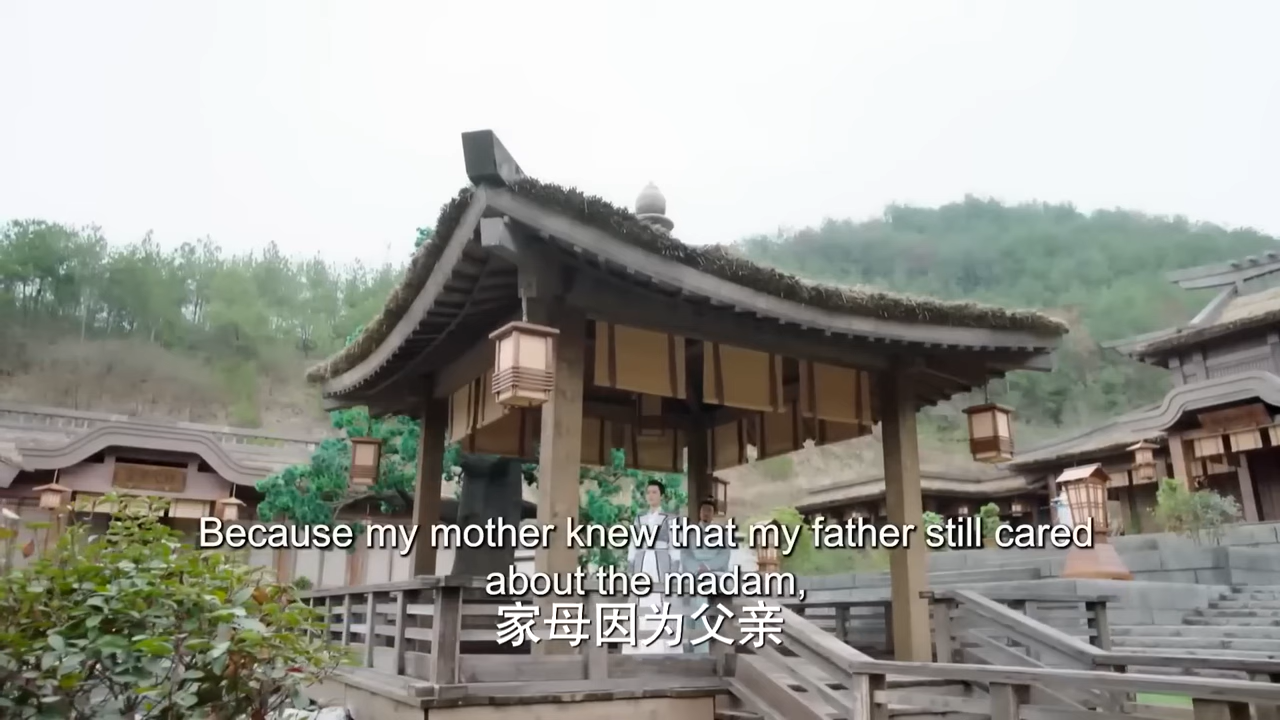 Because my mother knew that my father still cared
about the madam,
家母因为父亲